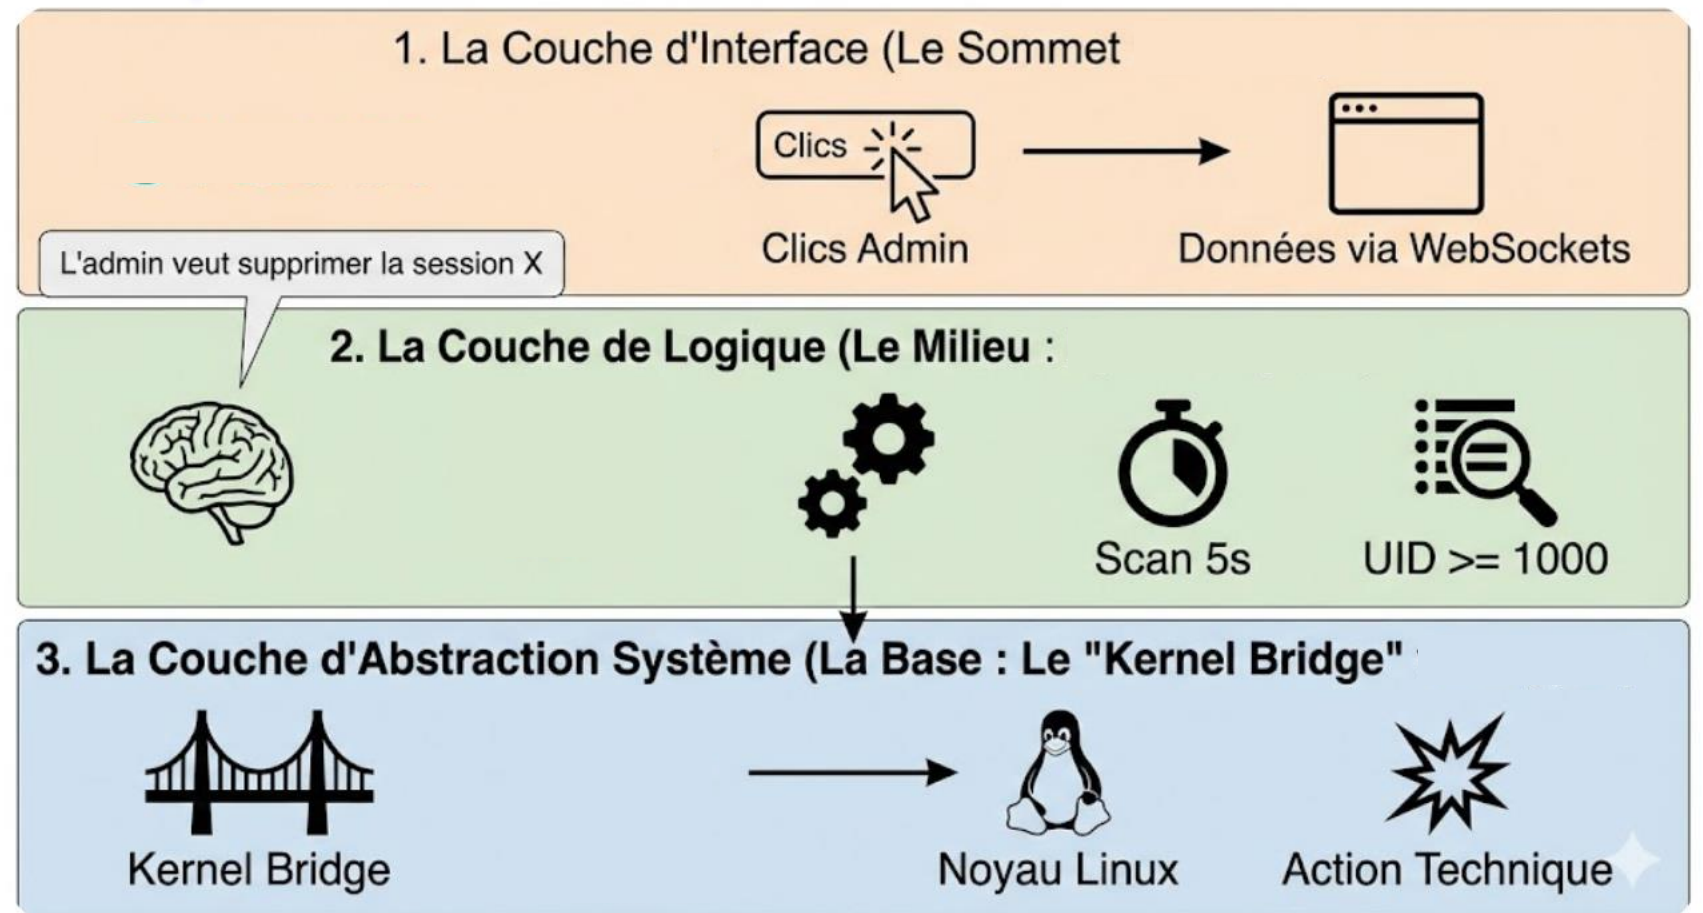 1. La Couche d'Interface (Le Sommet
Clics
Clics Admin
Données via WebSockets
L'admin veut supprimer la session X
2. La Couche de Logique (Le Milieu :
Scan 5s
UID >= 1000
3. La Couche d'Abstraction Système (La Base : Le "Kernel Bridge"
Kernel Bridge
Noyau Linux
Action Technique